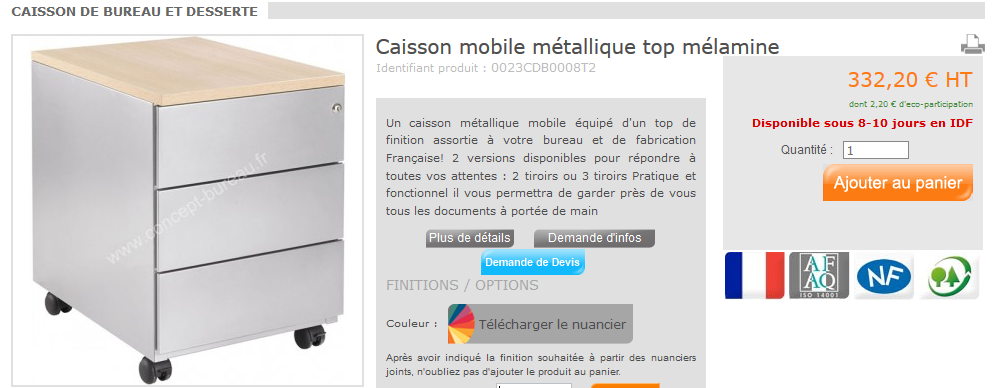 CAISSON DE BUREAU ET DESSERTE
Caisson mobile métallique top mélamine
Identifiant produit : 0023CDB0008T2
www.concept-bureau.fr
Un caisson métallique mobile équipé d'un top de
finition assortie à votre bureau et de fabrication
Française! 2 versions disponibles pour répondre à
toutes vos attentes : 2 tiroirs ou 3 tiroirs Pratique et
fonctionnel il vous permettra de garder près de vous
tous les documents à portée de main
Plus de détails
Demande d'infos
Demande de Devis
FINITIONS / OPTIONS
Couleur :
Télécharger le nuancier
Après avoir indiqué la finition souhaitée à partir des nuanciers
joints, n'oubliez pas d'ajouter le produit au panier.
332,20 € HT
dont 2,20 € d'eco-participation
Disponible sous 8-10 jours en IDF
Quantité : 1
Ajouter au panier
AF
AQ
ISO 14001
NF